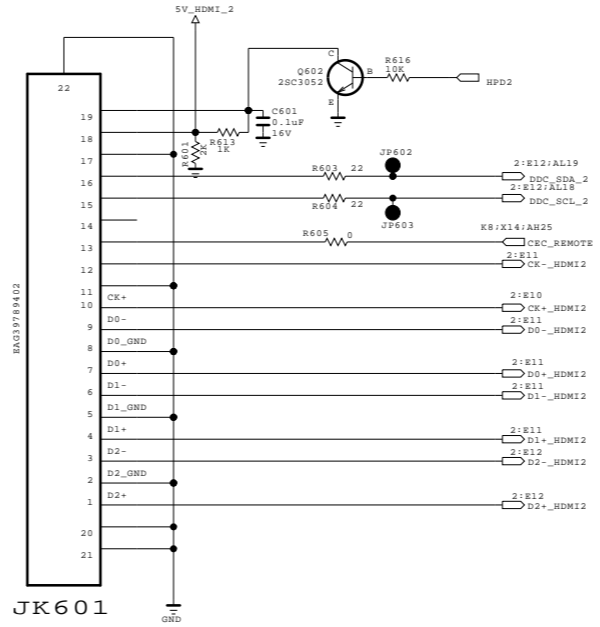 5V_HDMI_2
C
Q602
2SC3052
B
E
R616
10K
HPD2
22
19
C601
0.1uF
16V
18
R613
1K
R601
2K
17
JP602
2:E12;AL19
16
R603
22
DDC_SDA_2
2:E12;AL18
15
R604
22
DDC_SCL_2
JP603
14
K8;X14;AH25
13
R605
0
CEC_REMOTE
2:E11
12
CK-_HDMI2
11
2:E10
10
CK+
CK+_HDMI2
2:E11
9
D0-
D0-_HDMI2
8
D0_GND
2:E11
7
D0+
D0+_HDMI2
2:E11
6
D1-
D1-_HDMI2
5
D1_GND
2:E11
4
D1+
D1+_HDMI2
2:E12
3
D2-
D2-_HDMI2
2
D2_GND
2:E12
1
D2+
D2+_HDMI2
20
21
EAG39789402
JK601
GND